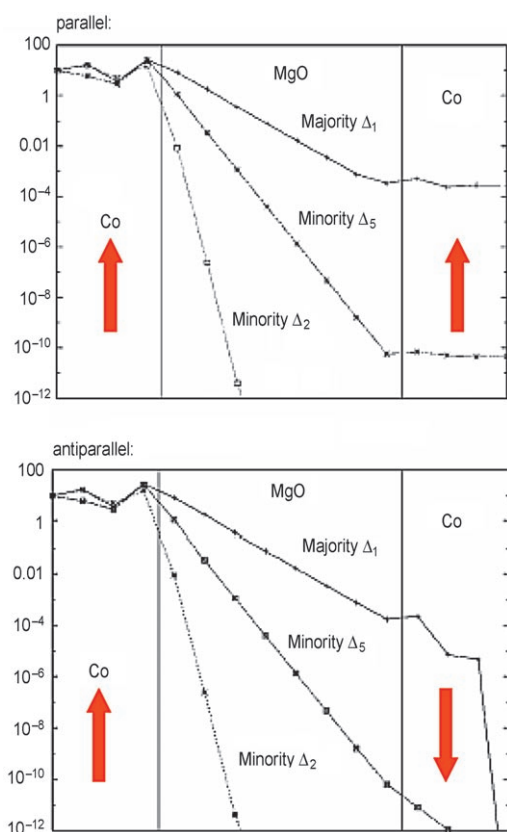 parallel:
100
1
0.01
10⁻⁴
10⁻⁶
10⁻⁸
10⁻¹⁰
10⁻¹²
MgO
Co
Majority Δ₁
Co
Minority Δ₅
Minority Δ₂
antiparallel:
100
1
0.01
10⁻⁴
10⁻⁶
10⁻⁸
10⁻¹⁰
10⁻¹²
MgO
Co
Majority Δ₁
Minority Δ₅
Co
Minority Δ₂